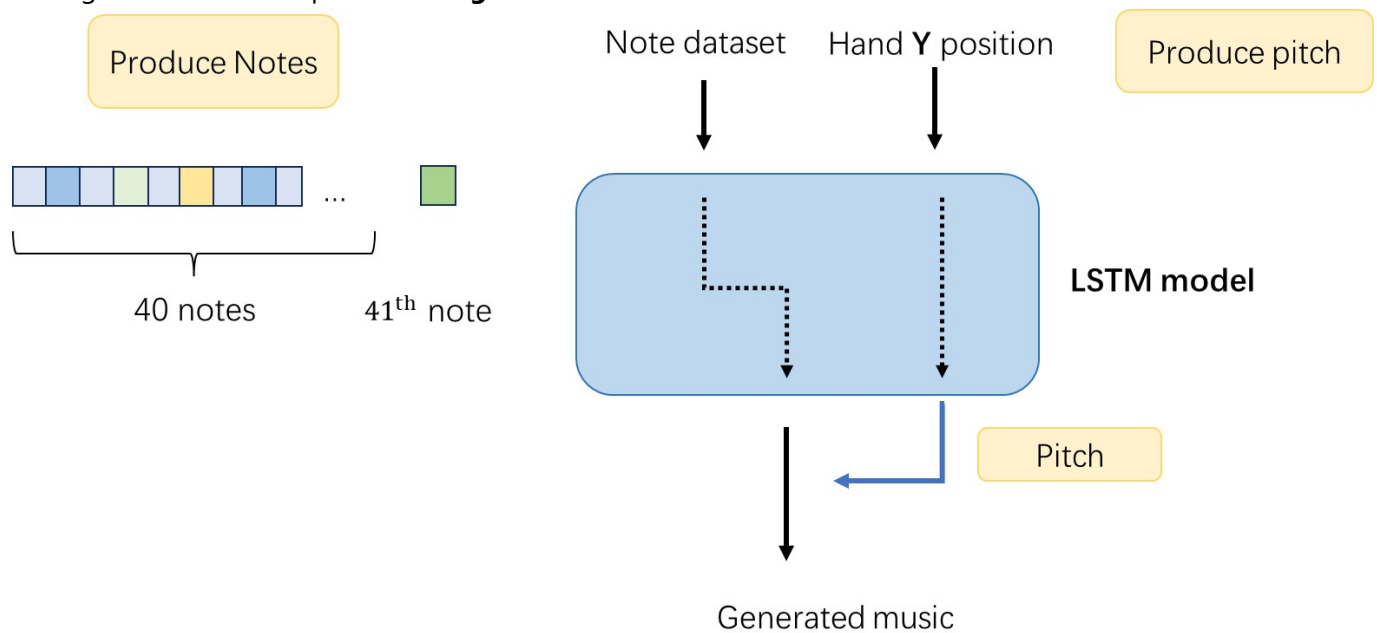 Produce Notes
Note dataset
Hand Y position
Produce pitch
...
40 notes
41th note
LSTM model
Pitch
Generated music